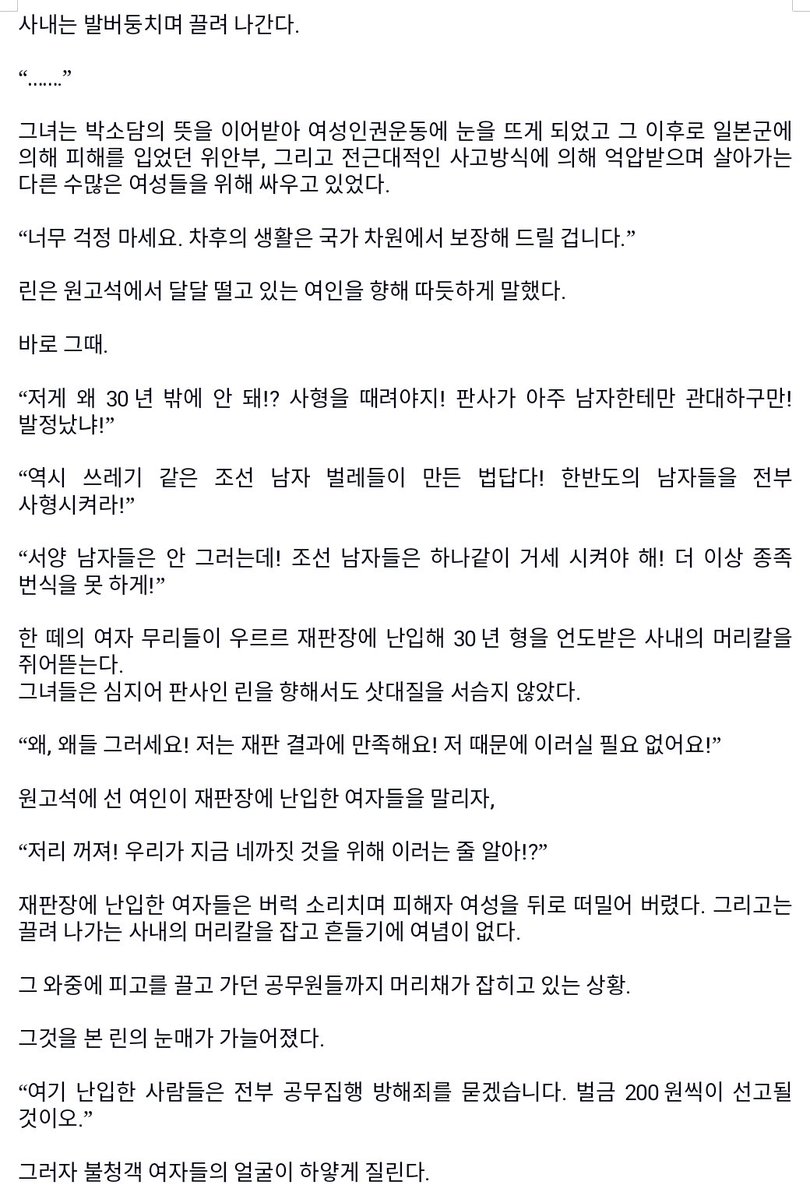 사내는 발버둥치며 끌려 나간다.
“…….”
그녀는 박소담의 뜻을 이어받아 여성인권운동에 눈을 뜨게 되었고 그 이후로 일본군에
의해 피해를 입었던 위안부, 그리고 전근대적인 사고방식에 의해 억압받으며 살아가는
다른 수많은 여성들을 위해 싸우고 있었다.
“너무 걱정 마세요. 차후의 생활은 국가 차원에서 보장해 드릴 겁니다.”
린은 원고석에서 달달 떨고 있는 여인을 향해 따듯하게 말했다.
바로 그때.
“저게 왜 30년 밖에 안 돼!? 사형을 때려야지! 판사가 아주 남자한테만 관대하구만!
발정났냐!”
“역시 쓰레기 같은 조선 남자 벌레들이 만든 법답다! 한반도의 남자들을 전부
사형시켜라!”
“서양 남자들은 안 그러는데! 조선 남자들은 하나같이 거세 시켜야 해! 더 이상 종족
번식을 못 하게!”
한 떼의 여자 무리들이 우르르 재판장에 난입해 30년 형을 언도받은 사내의 머리칼을
쥐어뜯는다.
그녀들은 심지어 판사인 린을 향해서도 삿대질을 서슴지 않았다.
“왜, 왜들 그러세요! 저는 재판 결과에 만족해요! 저 때문에 이러실 필요 없어요!”
원고석에 선 여인이 재판장에 난입한 여자들을 말리자,
“저리 꺼져! 우리가 지금 네까짓 것을 위해 이러는 줄 알아!?”
재판장에 난입한 여자들은 버럭 소리치며 피해자 여성을 뒤로 떠밀어 버렸다. 그리고는
끌려 나가는 사내의 머리칼을 잡고 흔들기에 여념이 없다.
그 와중에 피고를 끌고 가던 공무원들까지 머리채가 잡히고 있는 상황.
그것을 본 린의 눈매가 가늘어졌다.
“여기 난입한 사람들은 전부 공무집행 방해죄를 묻겠습니다. 벌금 200원씩이 선고될
것이오.”
그러자 불청객 여자들의 얼굴이 하얗게 질린다.